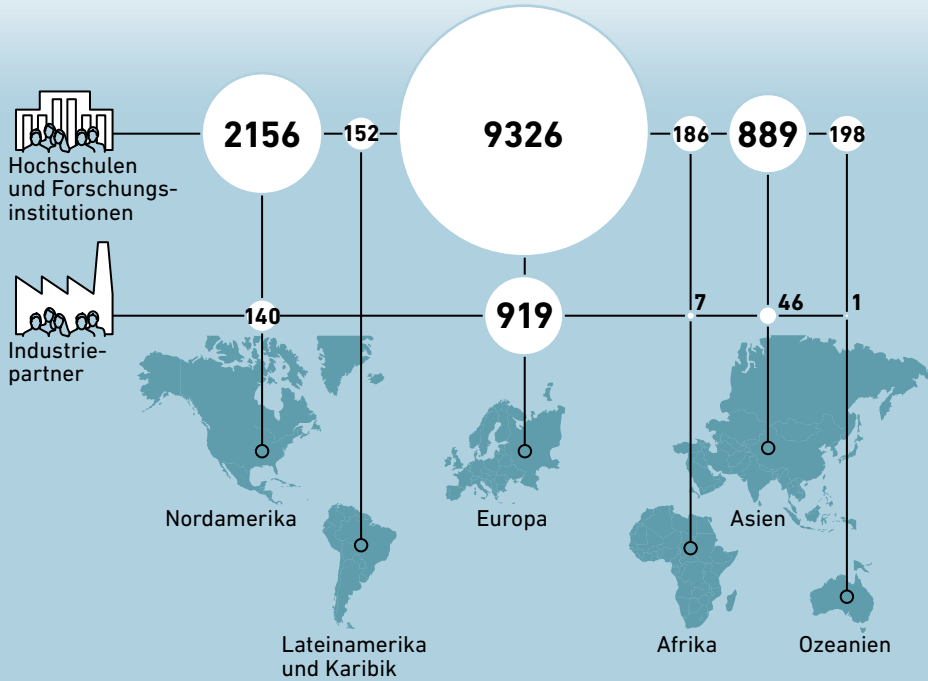 2156
152
9326
186
889
198
Hochschulen
und Forschungs-
institutionen
140
919
7
46
1
Industrie-
partner
Nordamerika
Europa
Asien
Lateinamerika
und Karibik
Afrika
Ozeanien